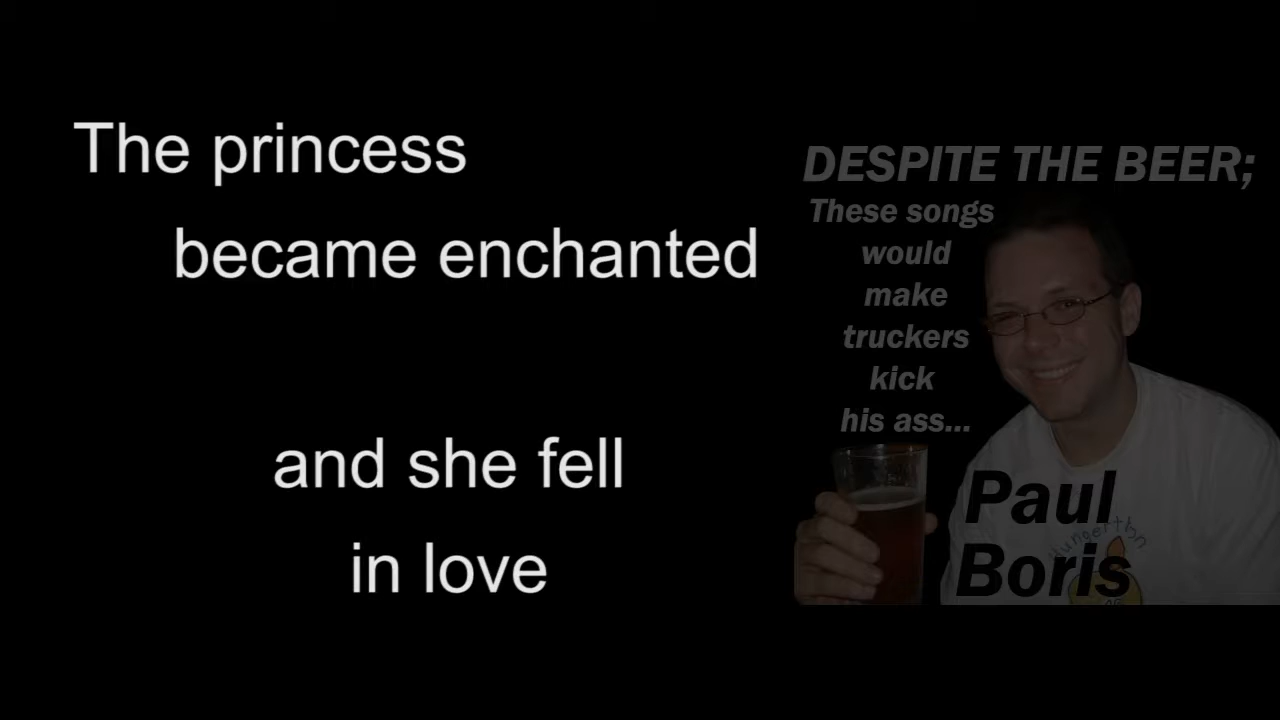 The princess
became enchanted
and she fell
in love
DESPITE THE BEER;
These songs
would
make
truckers
kick
his ass...
Paul
Boris